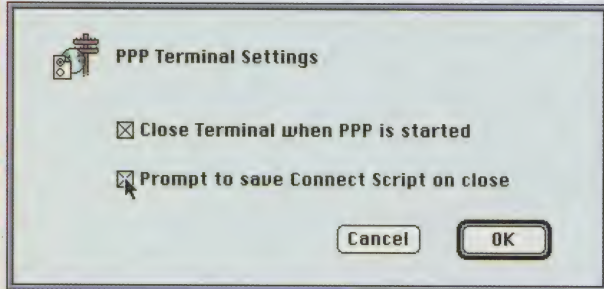 PPP Terminal Settings
Close Terminal when PPP is started
Prompt to save Connect Script on close
Cancel OK